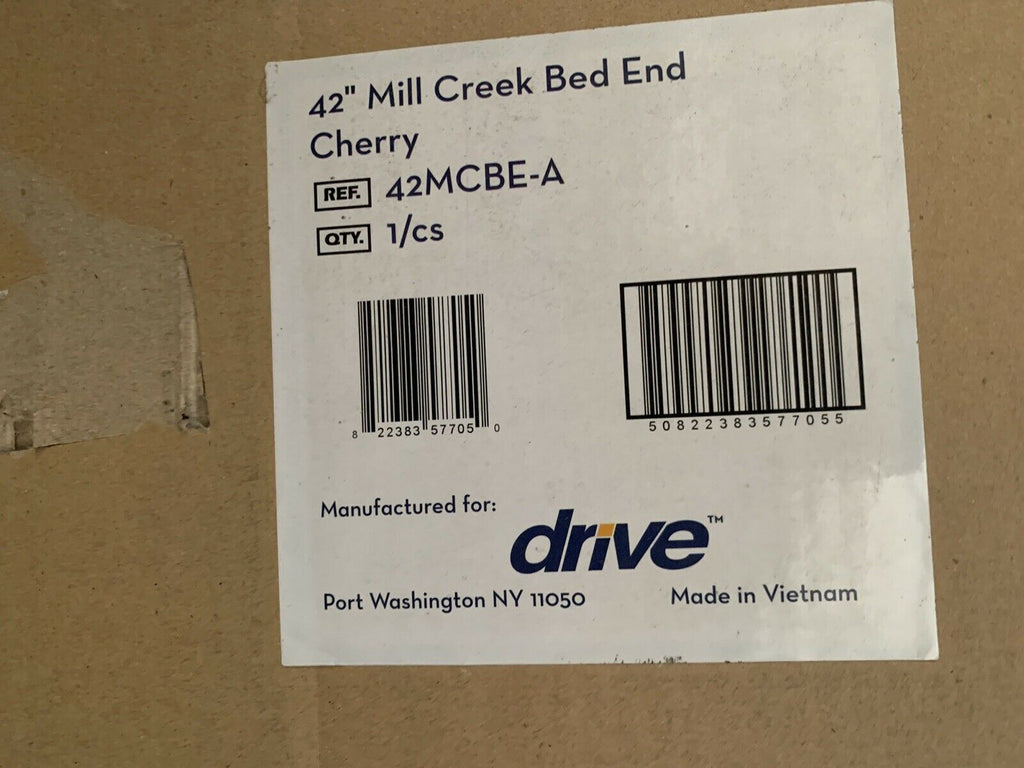 42" Mill Creek Bed End
Cherry
REF. 42MCBE-A
QTY. 1/cs
8 22383 57705 0
50822383577055
Manufactured for:
drive™
Port Washington NY 11050 Made in Vietnam